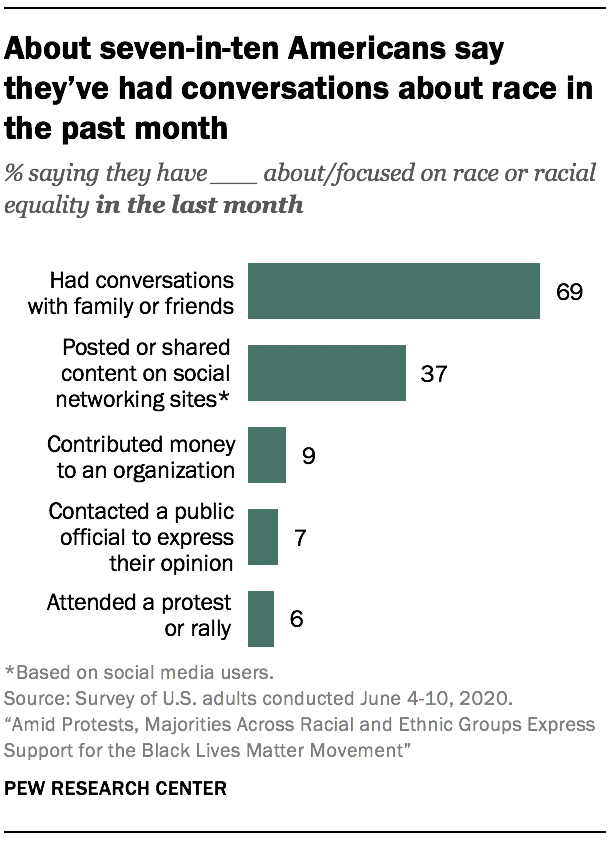 About seven-in-ten Americans say
they’ve had conversations about race in
the past month
% saying they have ___ about/focused on race or racial
equality in the last month
Had conversations
with family or friends
69
Posted or shared
content on social
networking sites*
37
Contributed money
to an organization
9
Contacted a public
official to express
their opinion
7
Attended a protest
or rally
6
*Based on social media users.
Source: Survey of U.S. adults conducted June 4-10, 2020.
“Amid Protests, Majorities Across Racial and Ethnic Groups Express
Support for the Black Lives Matter Movement”
PEW RESEARCH CENTER